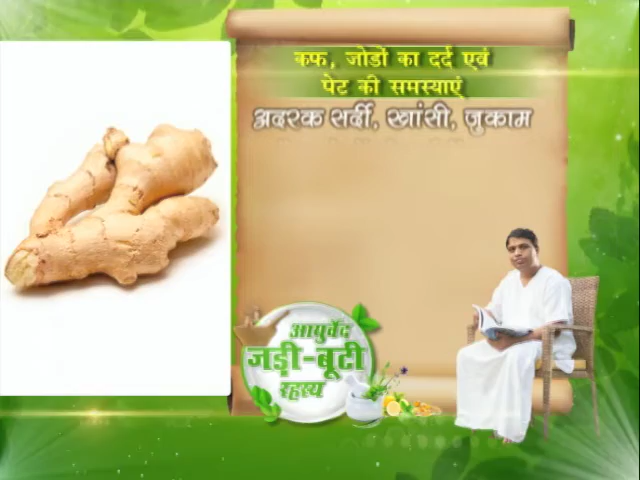 कफ, जोडों का दर्द एवं
पेट की समस्याएं
अदरक सर्दी, खांसी, जुकाम
आयुर्वेद
जड़ी-बूटी
रहस्य